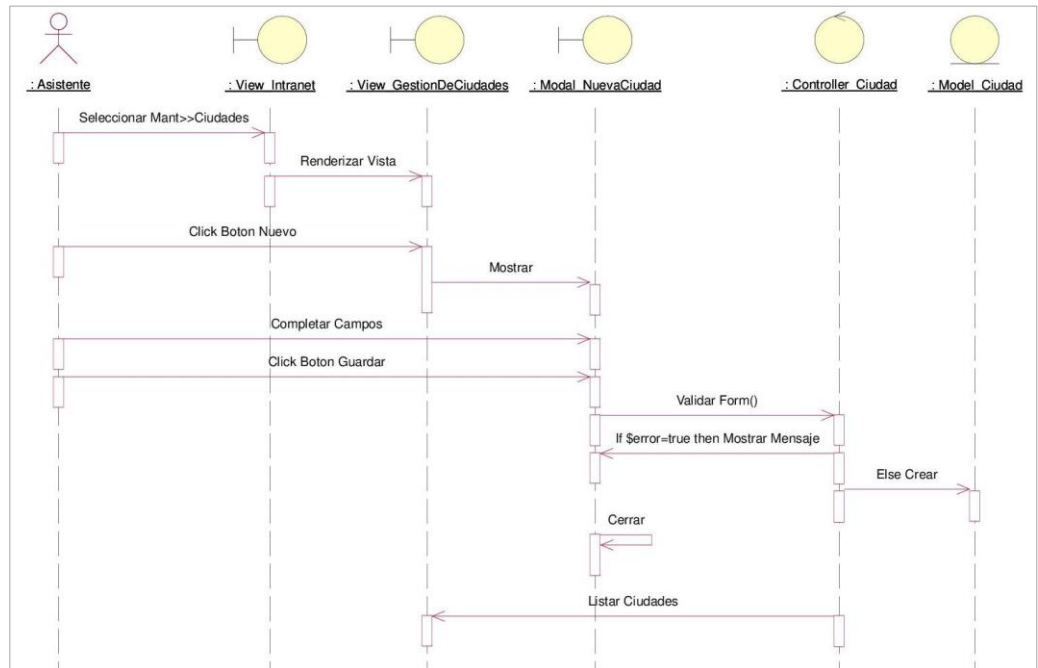 : Asistente
: View_Intranet
: View_GestionDeCiudades
: Modal_NuevaCiudad
: Controller_Ciudad
: Model_Ciudad
Seleccionar Mant>>Ciudades
Renderizar Vista
Click Boton Nuevo
Mostrar
Completar Campos
Click Boton Guardar
Validar Form()
If $error=true then Mostrar Mensaje
Else Crear
Cerrar
Listar Ciudades